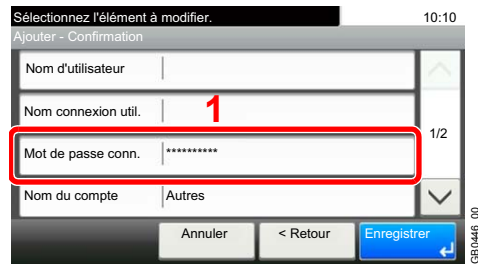 Sélectionnez l'élément à modifier. 10:10
Ajouter - Confirmation
Nom d'utilisateur
Nom connexion util. 1
1/2
Mot de passe conn. **********
Nom du compte Autres
Annuler < Retour Enregistrer
GB0446_00